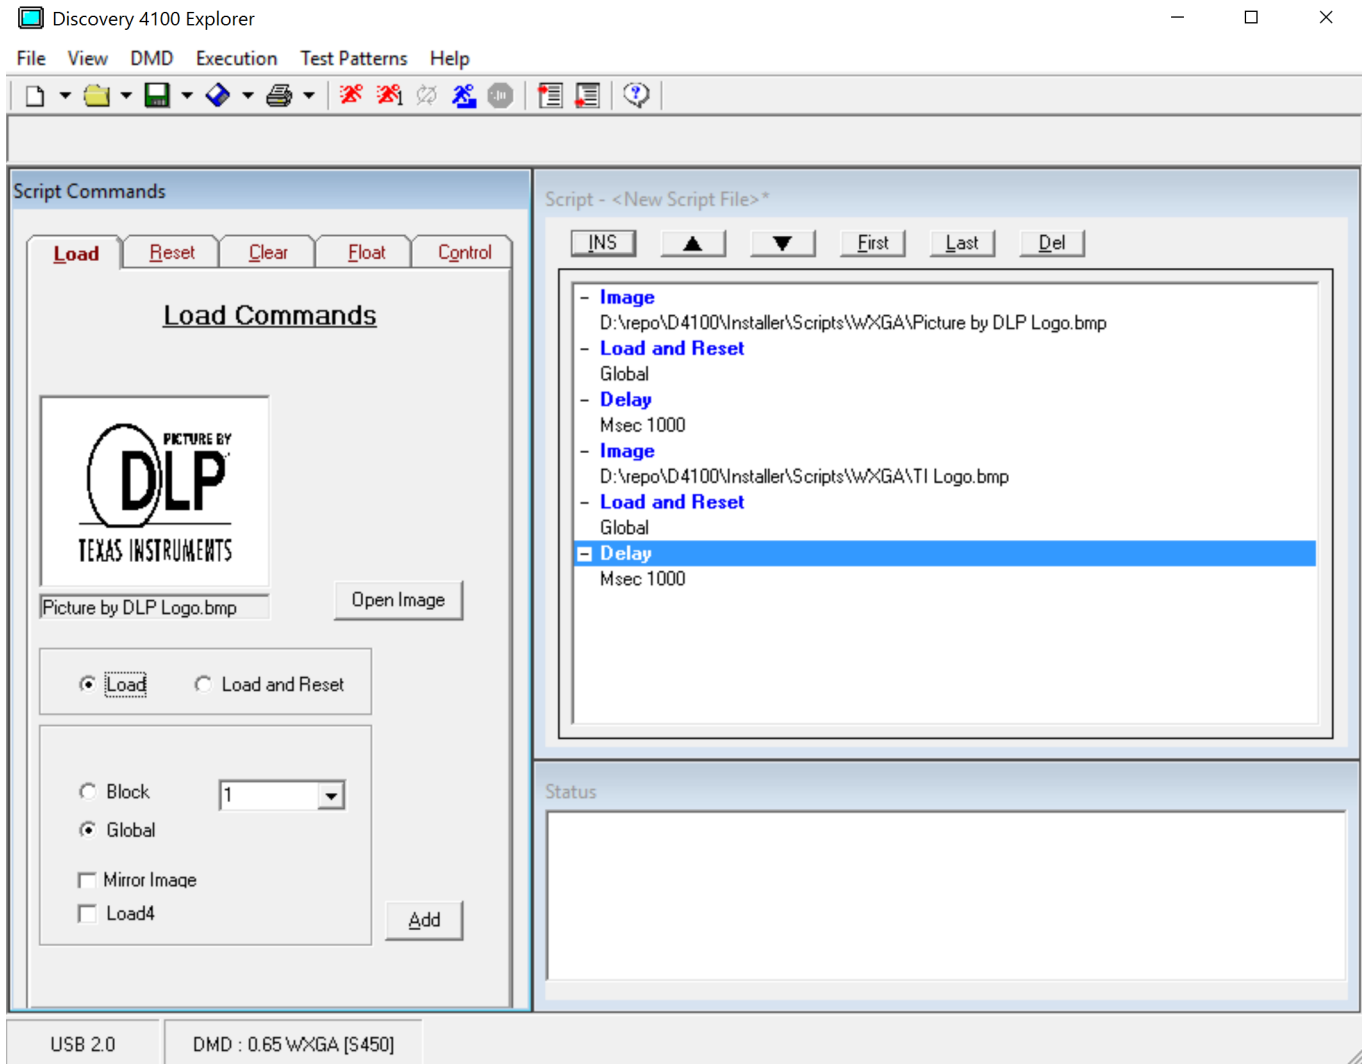 Discovery 4100 Explorer
File View DMD Execution Test Patterns Help
Script Commands
Load Reset Clear Float Control
Load Commands
PICTURE BY
DLP
TEXAS INSTRUMENTS
Picture by DLP Logo.bmp
Open Image
Load Load and Reset
Block 1
Global
Mirror Image
Load4
Add
Script - <New Script File>*
INS First Last Del
- Image
D:\repo\D4100\Installer\Scripts\WXGA\Picture by DLP Logo.bmp
- Load and Reset
Global
- Delay
Msec 1000
- Image
D:\repo\D4100\Installer\Scripts\WXGA\TI Logo.bmp
- Load and Reset
Global
- Delay
Msec 1000
Status
USB 2.0 DMD : 0.65 WXGA [S450]